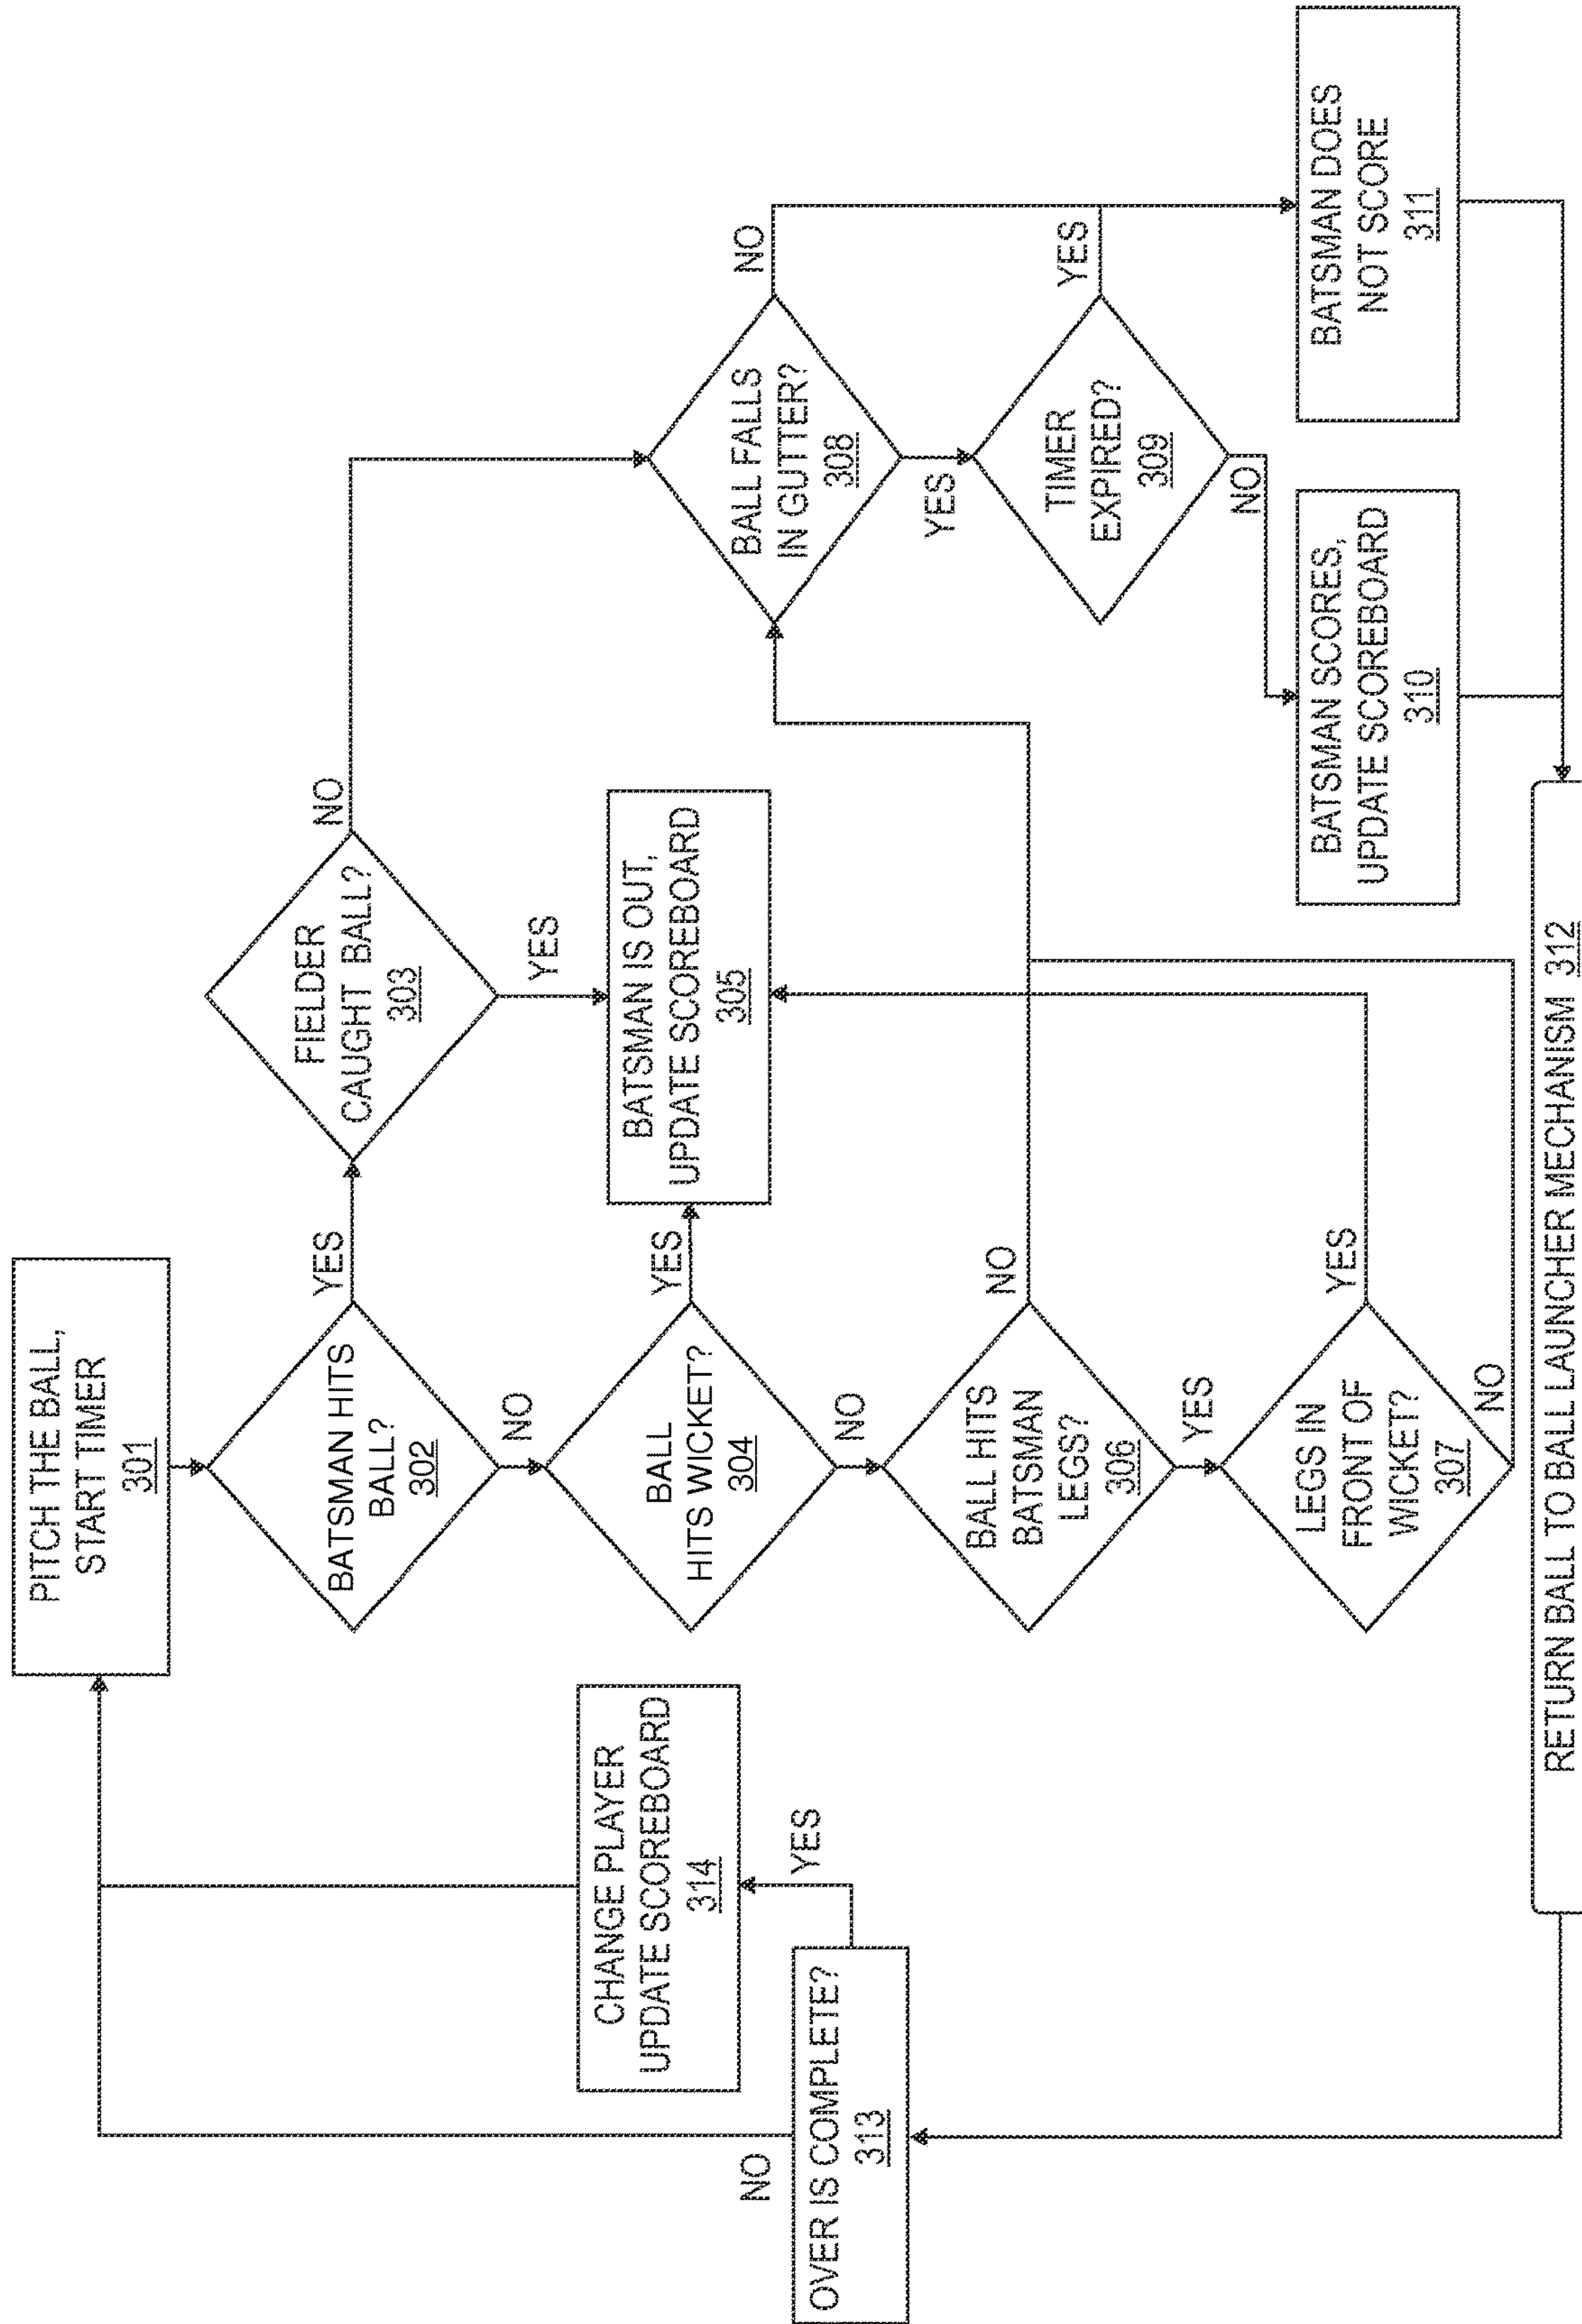 PITCH THE BALL,
START TIMER
301
BATSMAN HITS
BALL?
302
YES
NO
FIELDER
CAUGHT BALL?
303
NO
YES
BALL
HITS WICKET?
304
YES
NO
BATSMAN IS OUT,
UPDATE SCOREBOARD
305
BALL HITS
BATSMAN
LEGS?
306
NO
YES
LEGS IN
FRONT OF
WICKET?
307
YES
NO
BALL FALLS
IN GUTTER?
308
NO
YES
TIMER
EXPIRED?
309
YES
NO
BATSMAN SCORES,
UPDATE SCOREBOARD
310
BATSMAN DOES
NOT SCORE
311
RETURN BALL TO BALL LAUNCHER MECHANISM 312
OVER IS COMPLETE?
313
NO
YES
CHANGE PLAYER
UPDATE SCOREBOARD
314